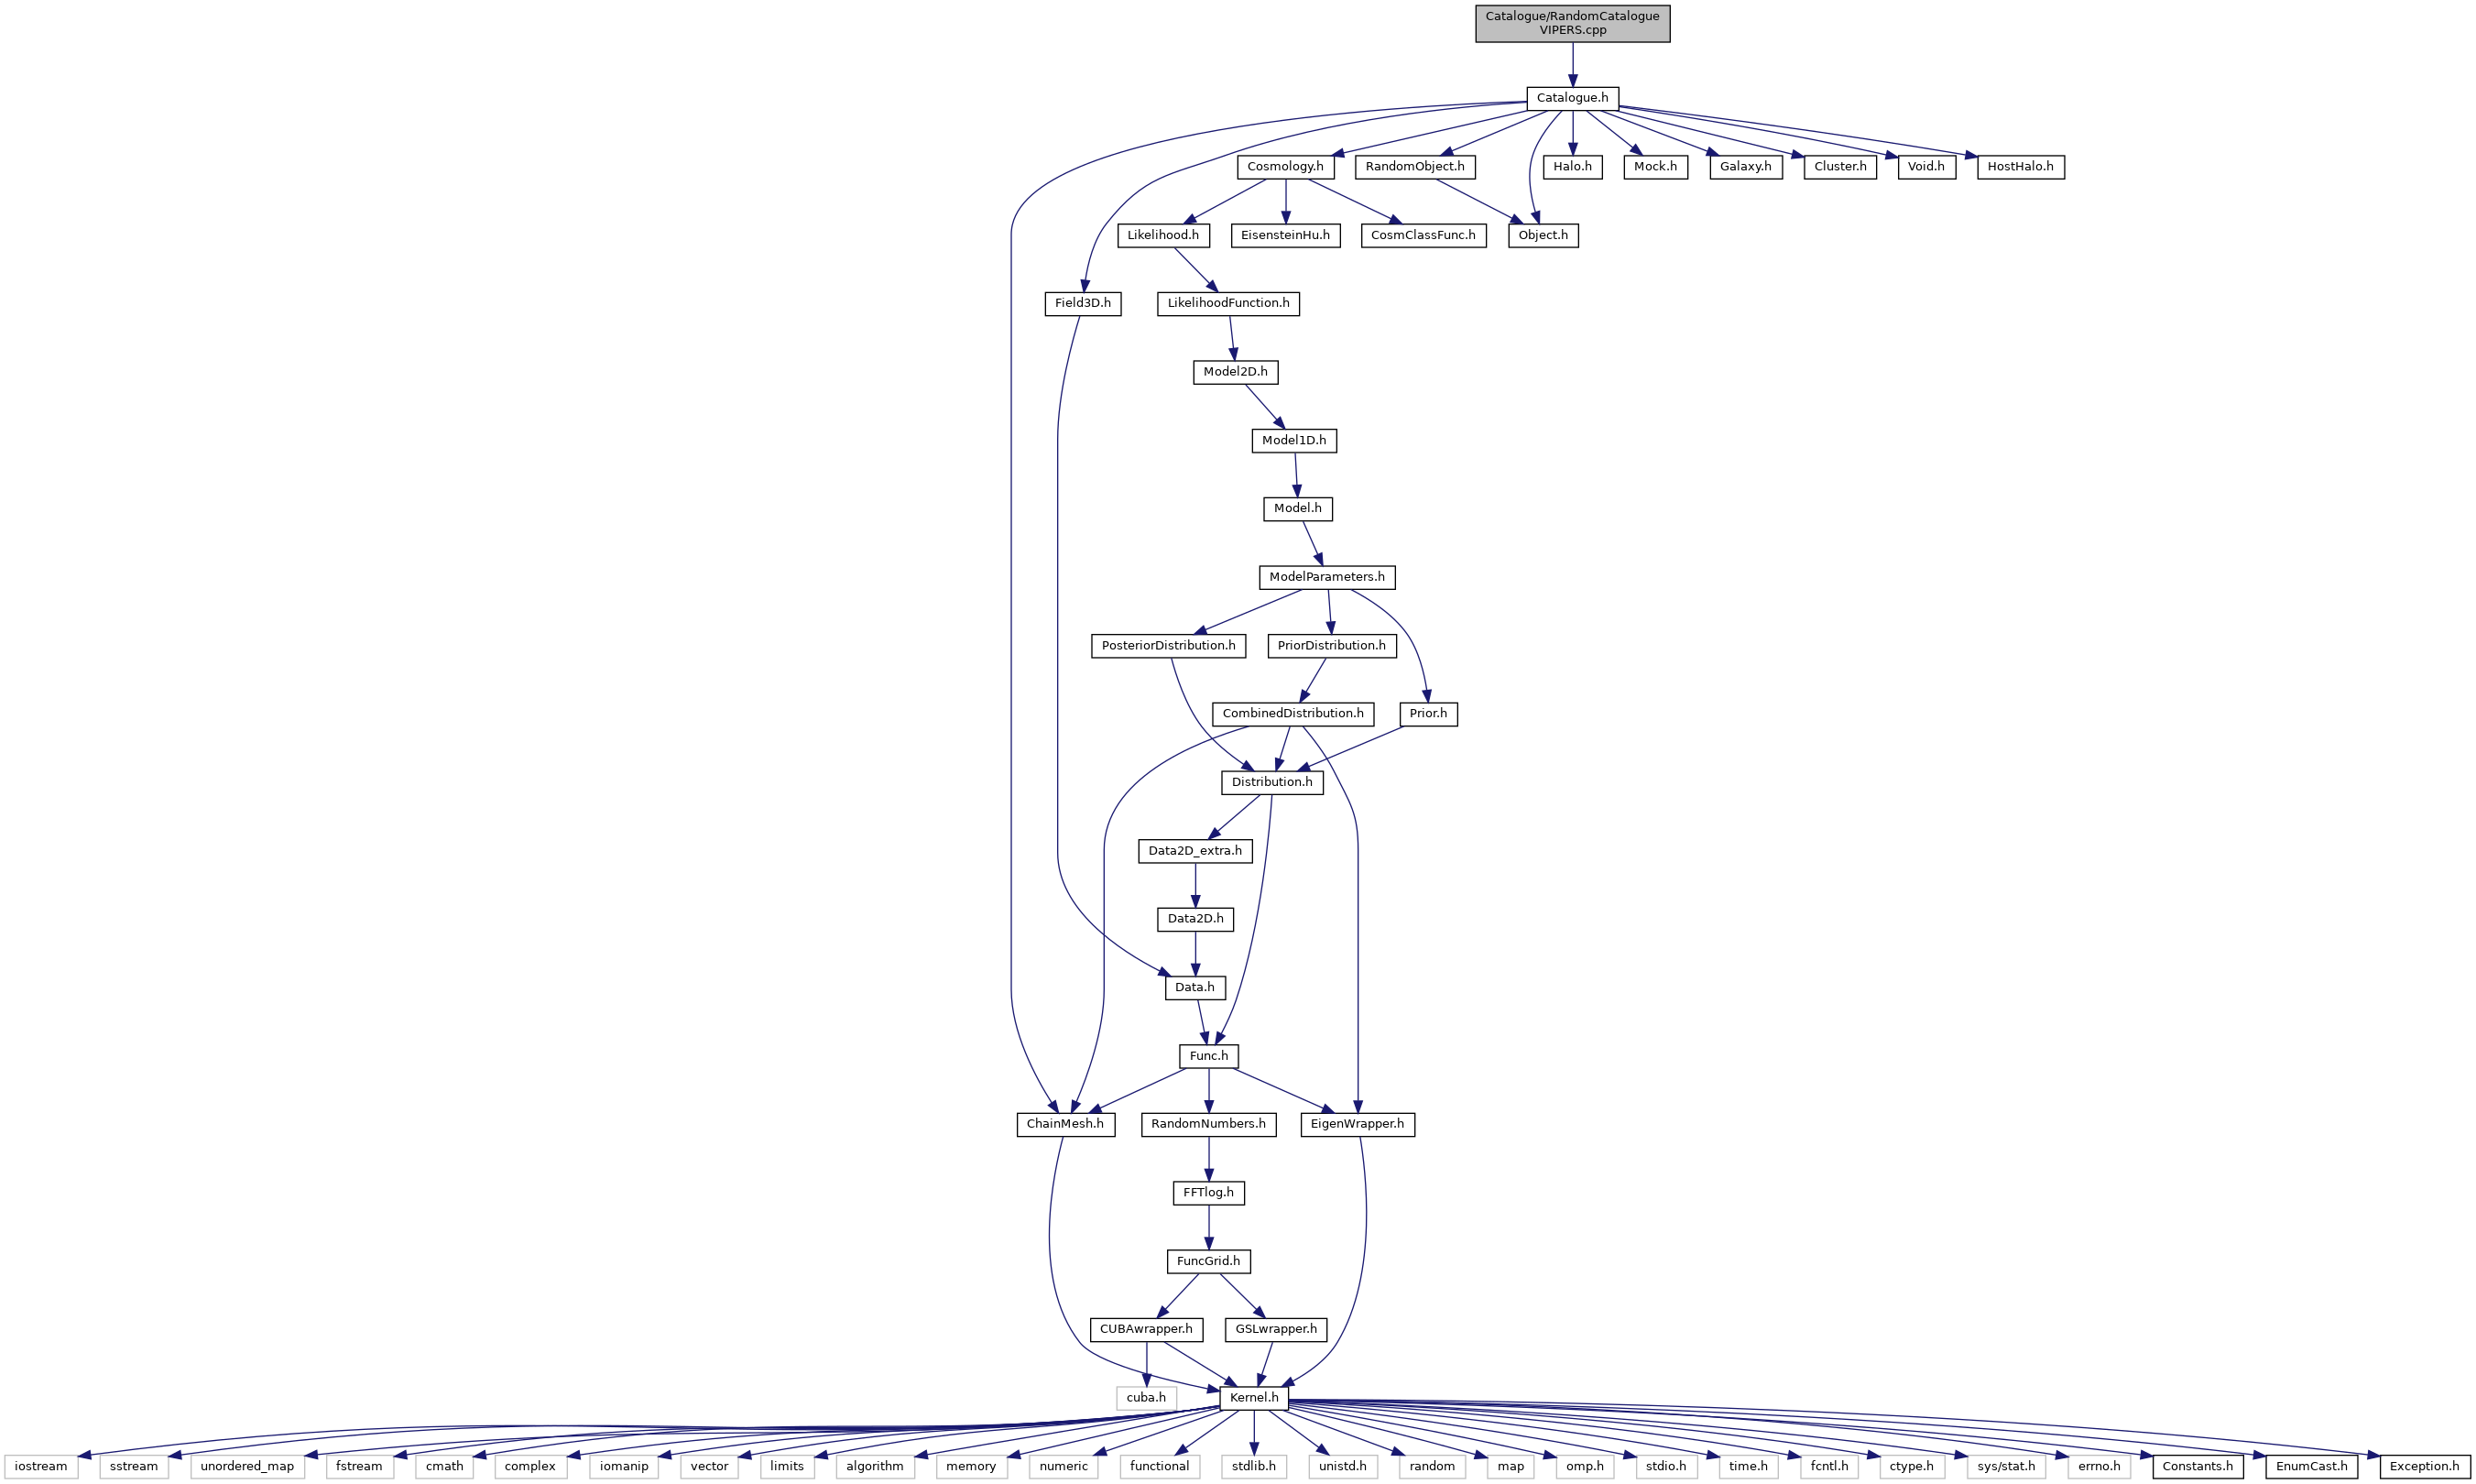 Catalogue/RandomCatalogue
VIPERS.cpp
Catalogue.h
Cosmology.h
RandomObject.h
Halo.h
Mock.h
Galaxy.h
Cluster.h
Void.h
HostHalo.h
Likelihood.h
EisensteinHu.h
CosmClassFunc.h
Object.h
Field3D.h
LikelihoodFunction.h
Model2D.h
Model1D.h
Model.h
ModelParameters.h
PosteriorDistribution.h
PriorDistribution.h
CombinedDistribution.h
Prior.h
Distribution.h
Data2D_extra.h
Data2D.h
Data.h
Func.h
ChainMesh.h
RandomNumbers.h
EigenWrapper.h
FFTlog.h
FuncGrid.h
CUBAwrapper.h
GSLwrapper.h
cuba.h
Kernel.h
iostream
sstream
unordered_map
fstream
cmath
complex
iomanip
vector
limits
algorithm
memory
numeric
functional
stdlib.h
unistd.h
random
map
omp.h
stdio.h
time.h
fcntl.h
ctype.h
sys/stat.h
errno.h
Constants.h
EnumCast.h
Exception.h